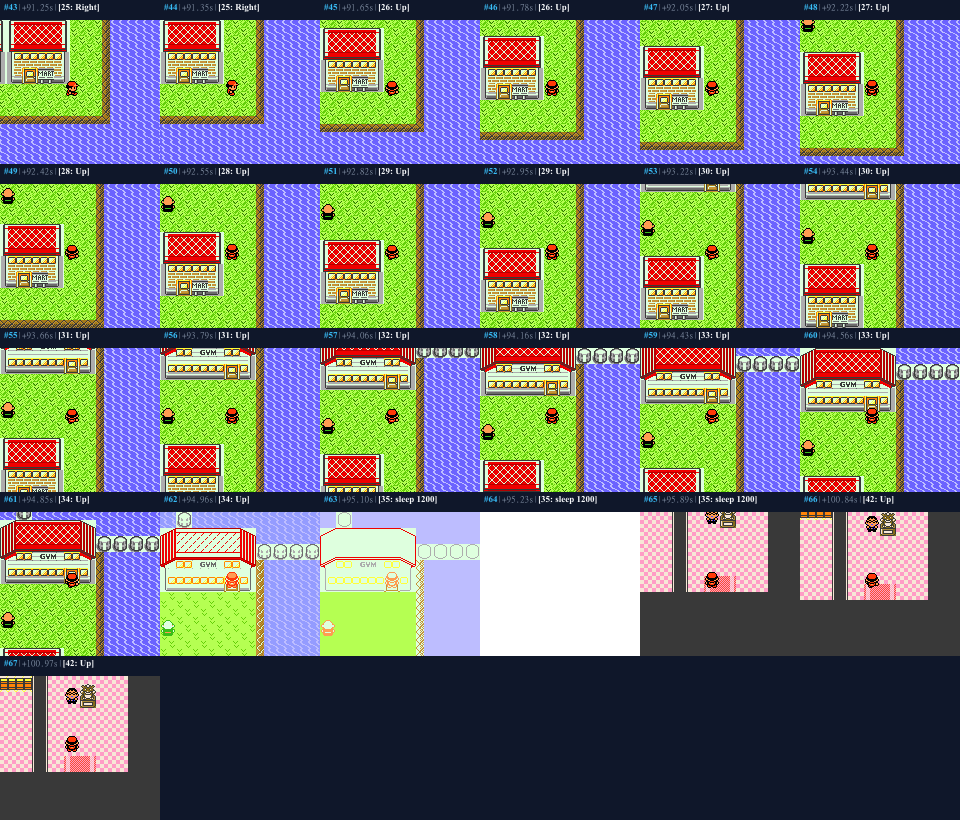 #43|+91.25s|[25: Right] #44|+91.35s|[25: Right] #45|+91.65s|[26: Up] #46|+91.78s|[26: Up] #47|+92.05s|[27: Up] #48|+92.22s|[27: Up]
MART MART MART MART MART MART
#49|+92.42s|[28: Up] #50|+92.55s|[28: Up] #51|+92.82s|[29: Up] #52|+92.95s|[29: Up] #53|+93.22s|[30: Up] #54|+93.44s|[30: Up]
MART MART MART MART MART MART
#55|+93.66s|[31: Up] #56|+93.79s|[31: Up] #57|+94.06s|[32: Up] #58|+94.16s|[32: Up] #59|+94.43s|[33: Up] #60|+94.56s|[33: Up]
GYM GYM GYM GYM GYM GYM
#61|+94.85s|[34: Up] #62|+94.96s|[34: Up] #63|+95.10s|[35: sleep 1200] #64|+95.23s|[35: sleep 1200] #65|+95.89s|[35: sleep 1200] #66|+100.84s|[42: Up]
GYM GYM GYM
#67|+100.97s|[42: Up]